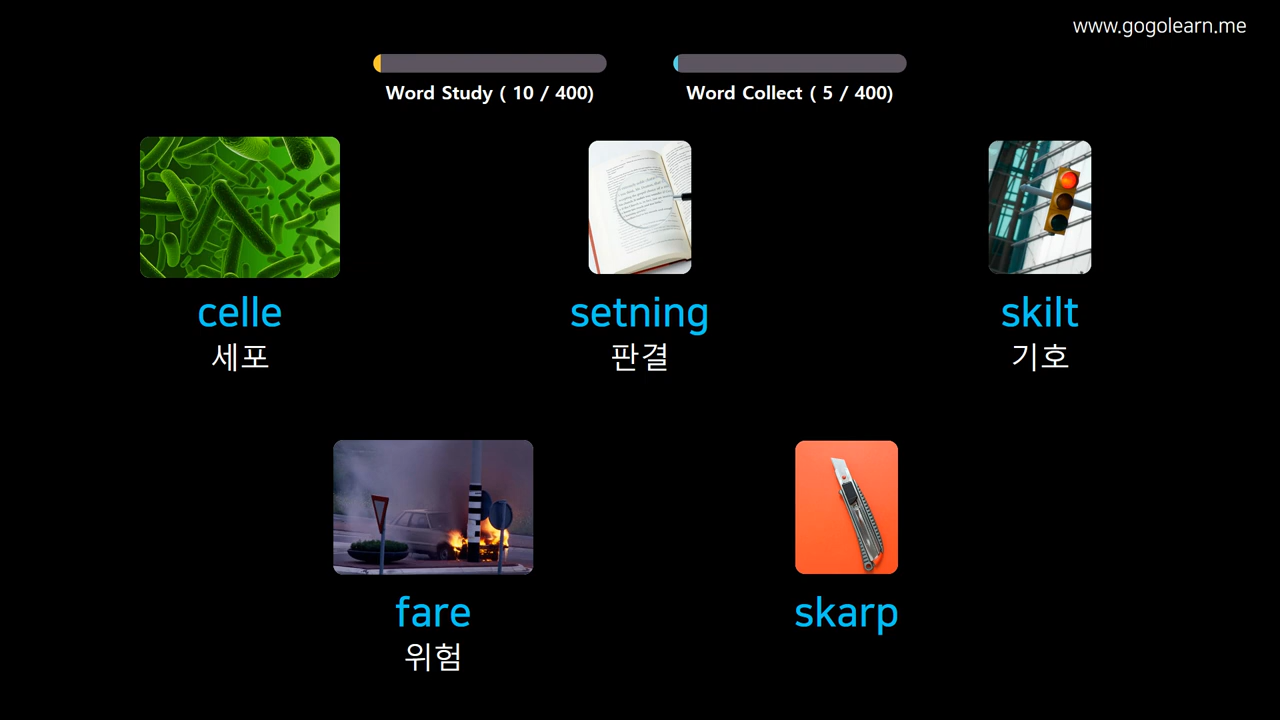 www.gogolearn.me
Word Study ( 10 / 400)
Word Collect ( 5 / 400)
celle
세포
setning
판결
skilt
기호
fare
위험
skarp